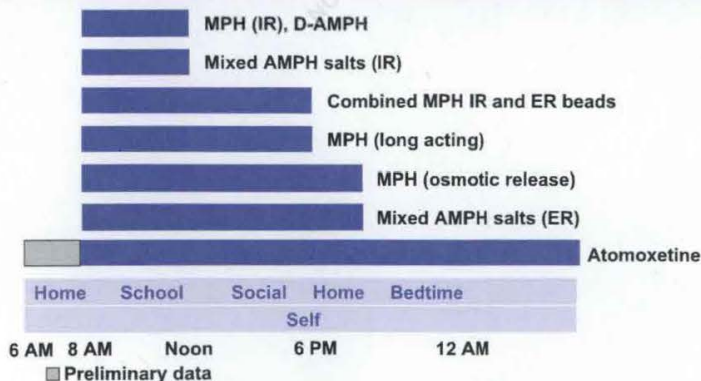 MPH (IR), D-AMPH
Mixed AMPH salts (IR)
Combined MPH IR and ER beads
MPH (long acting)
MPH (osmotic release)
Mixed AMPH salts (ER)
Atomoxetine
Home School Social Home Bedtime
Self
6 AM 8 AM Noon 6 PM 12 AM
Preliminary data